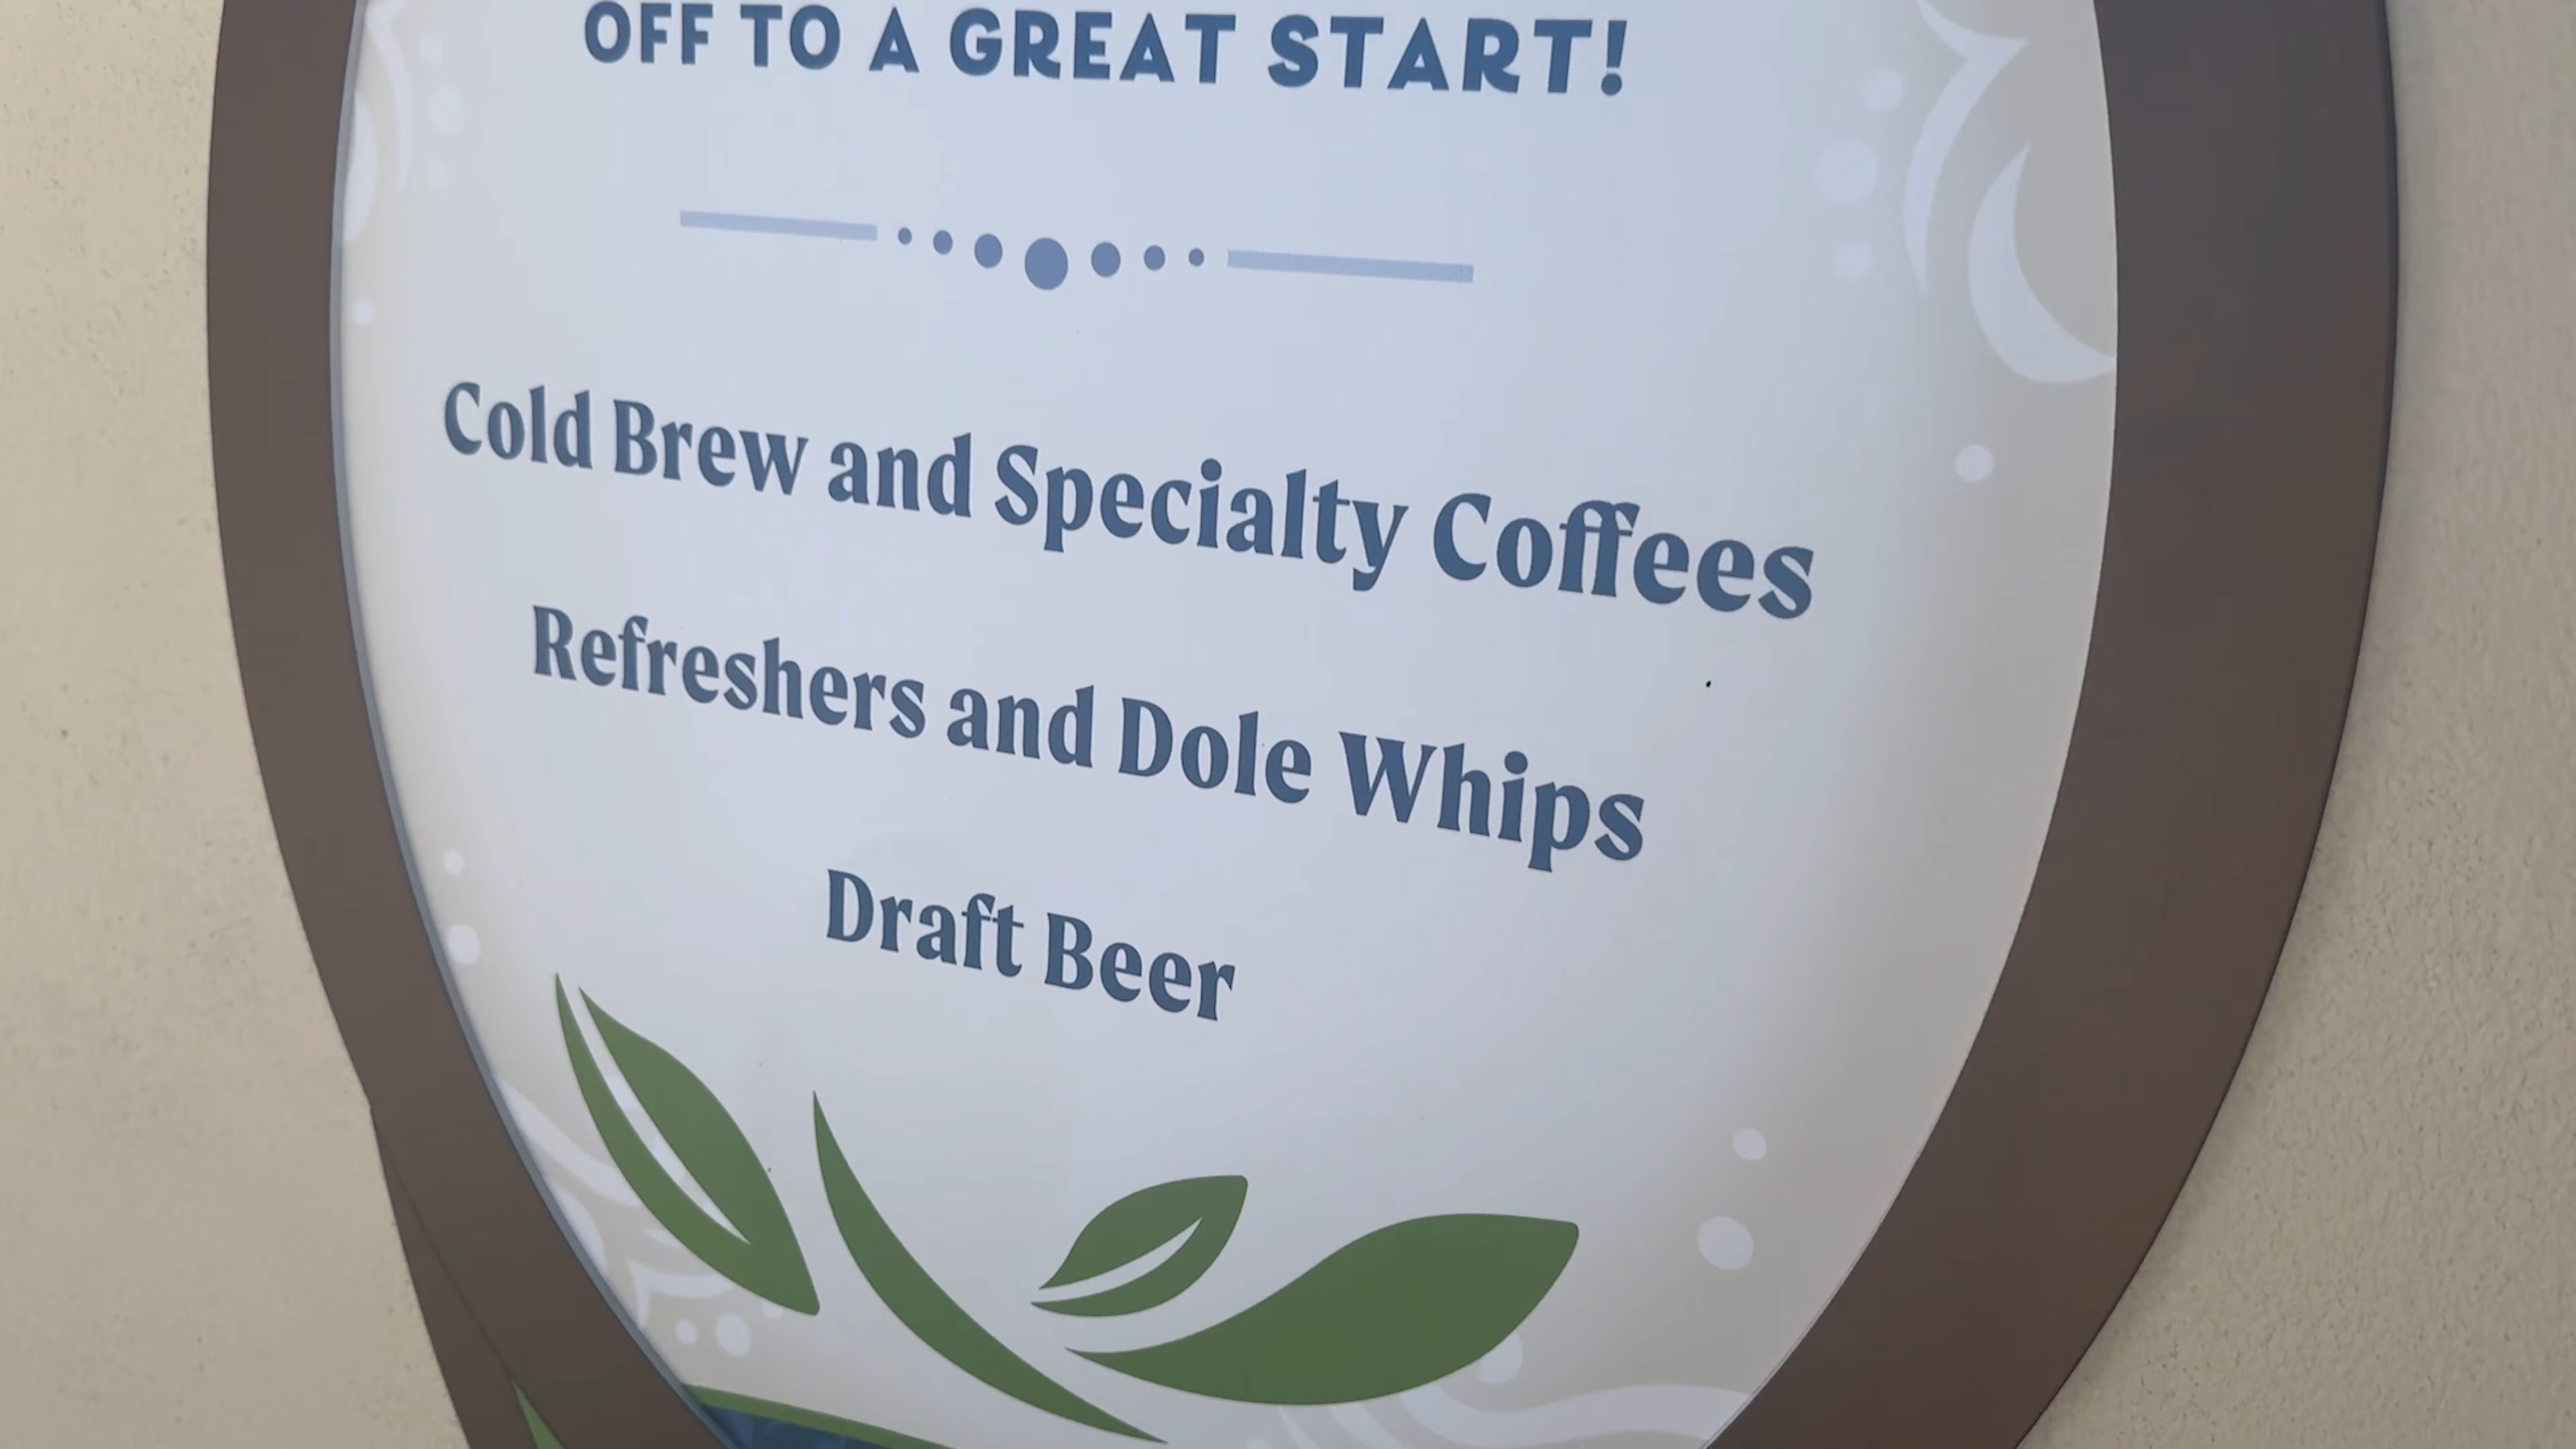 OFF TO A GREAT START!
Cold Brew and Specialty Coffees
Refreshers and Dole Whips
Draft Beer